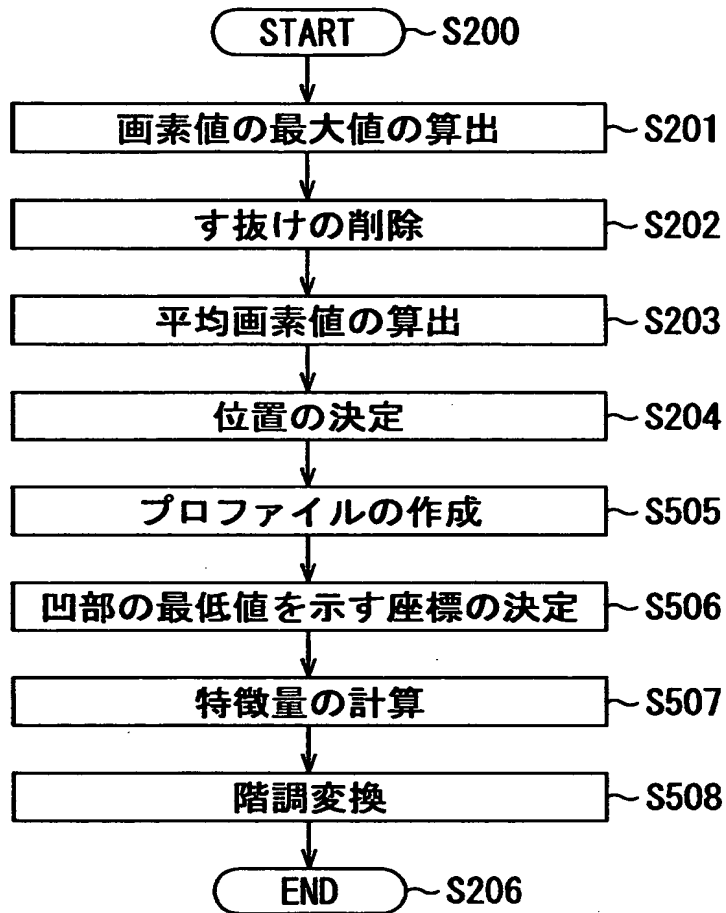 START ~S200
画素値の最大値の算出 ~S201
す抜けの削除 ~S202
平均画素値の算出 ~S203
位置の決定 ~S204
プロファイルの作成 ~S505
凹部の最低値を示す座標の決定 ~S506
特徴量の計算 ~S507
階調変換 ~S508
END ~S206